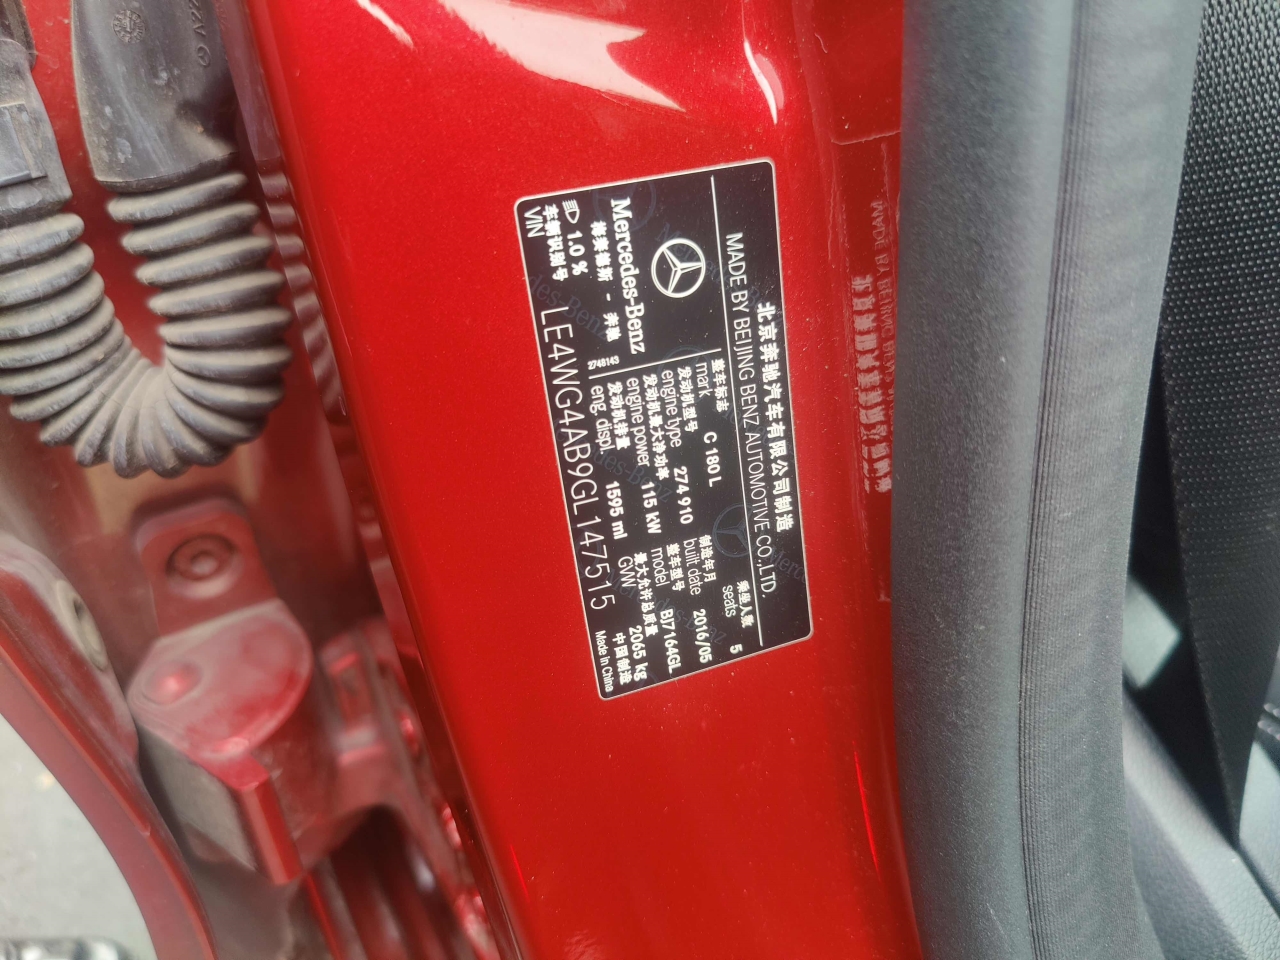 北京奔驰汽车有限公司制造
MADE BY BEIJING BENZ AUTOMOTIVE CO.,LTD.
Mercedes-Benz
梅赛德斯 - 奔驰
1.0 %
整车标志
mark C 180 L
乘坐人数
seats 5
发动机型号
engine type 274 910
制造年月
built date 2016/05
发动机最大净功率
engine power 115 kW
整车型号
model BJ7164GL
发动机排量
eng. displ. 1595 ml
最大允许总质量
GVW 2065 kg
车辆识别号
VIN LE4WG4AB9GL147515
中国制造
Made in China